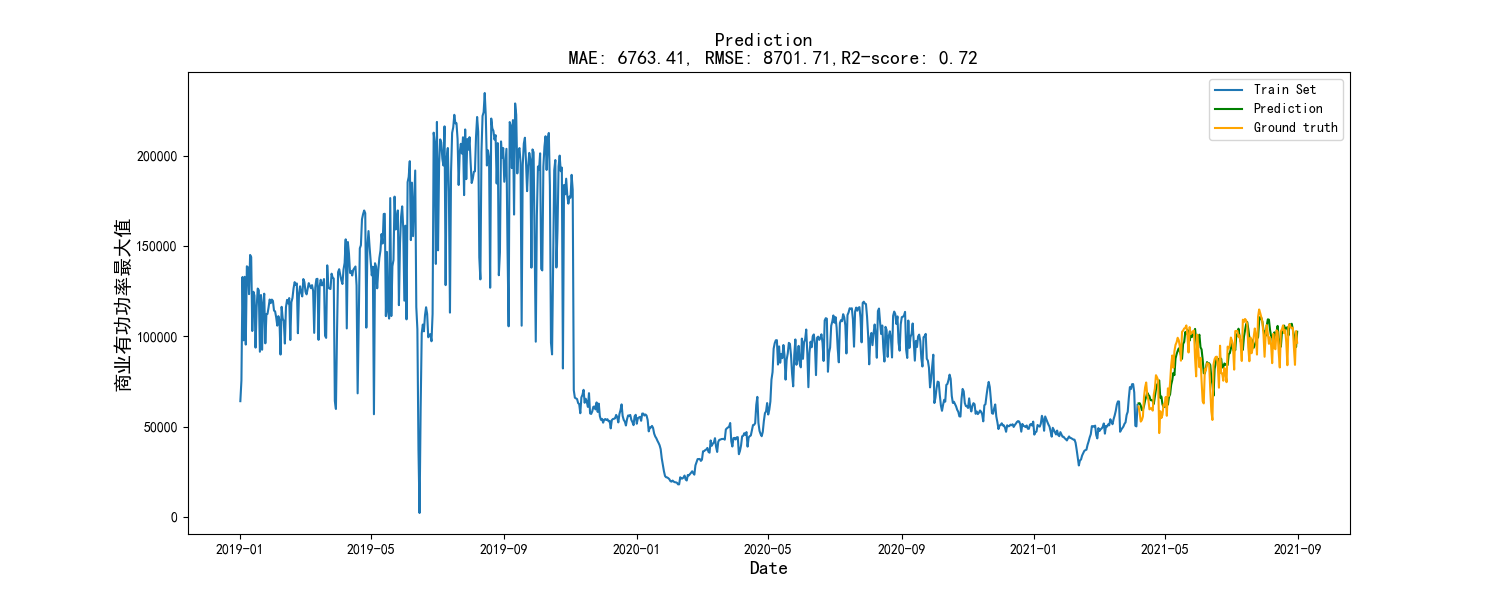 Prediction
MAE: 6763.41, RMSE: 8701.71,R2-score: 0.72
Train Set
Prediction
Ground truth
商业有功功率最大值
200000
150000
100000
50000
0
2019-01
2019-05
2019-09
2020-01
2020-05
2020-09
2021-01
2021-05
2021-09
Date